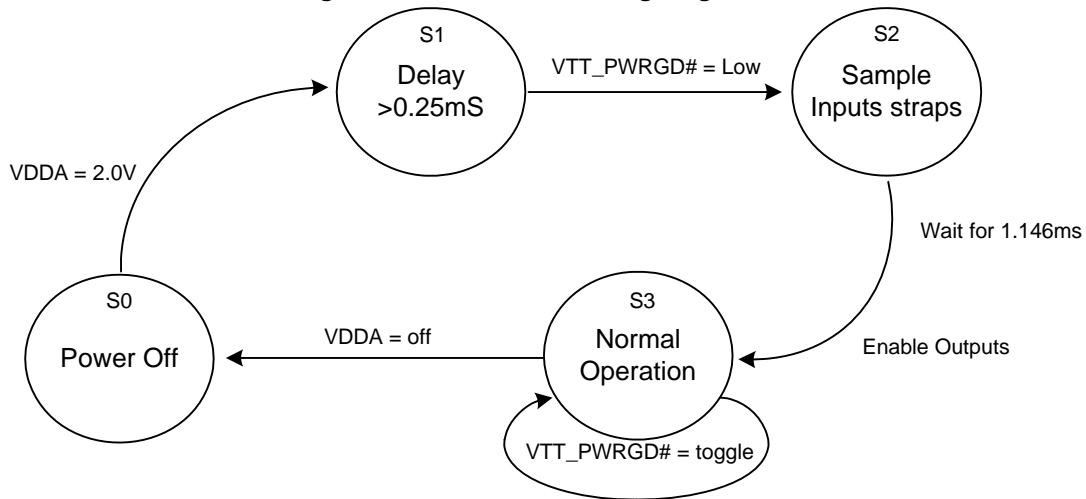 S1
Delay
>0.25mS
VTT_PWRGD# = Low
S2
Sample
Inputs straps
VDDA = 2.0V
Wait for 1.146ms
S0
Power Off
VDDA = off
S3
Normal
Operation
Enable Outputs
VTT_PWRGD# = toggle